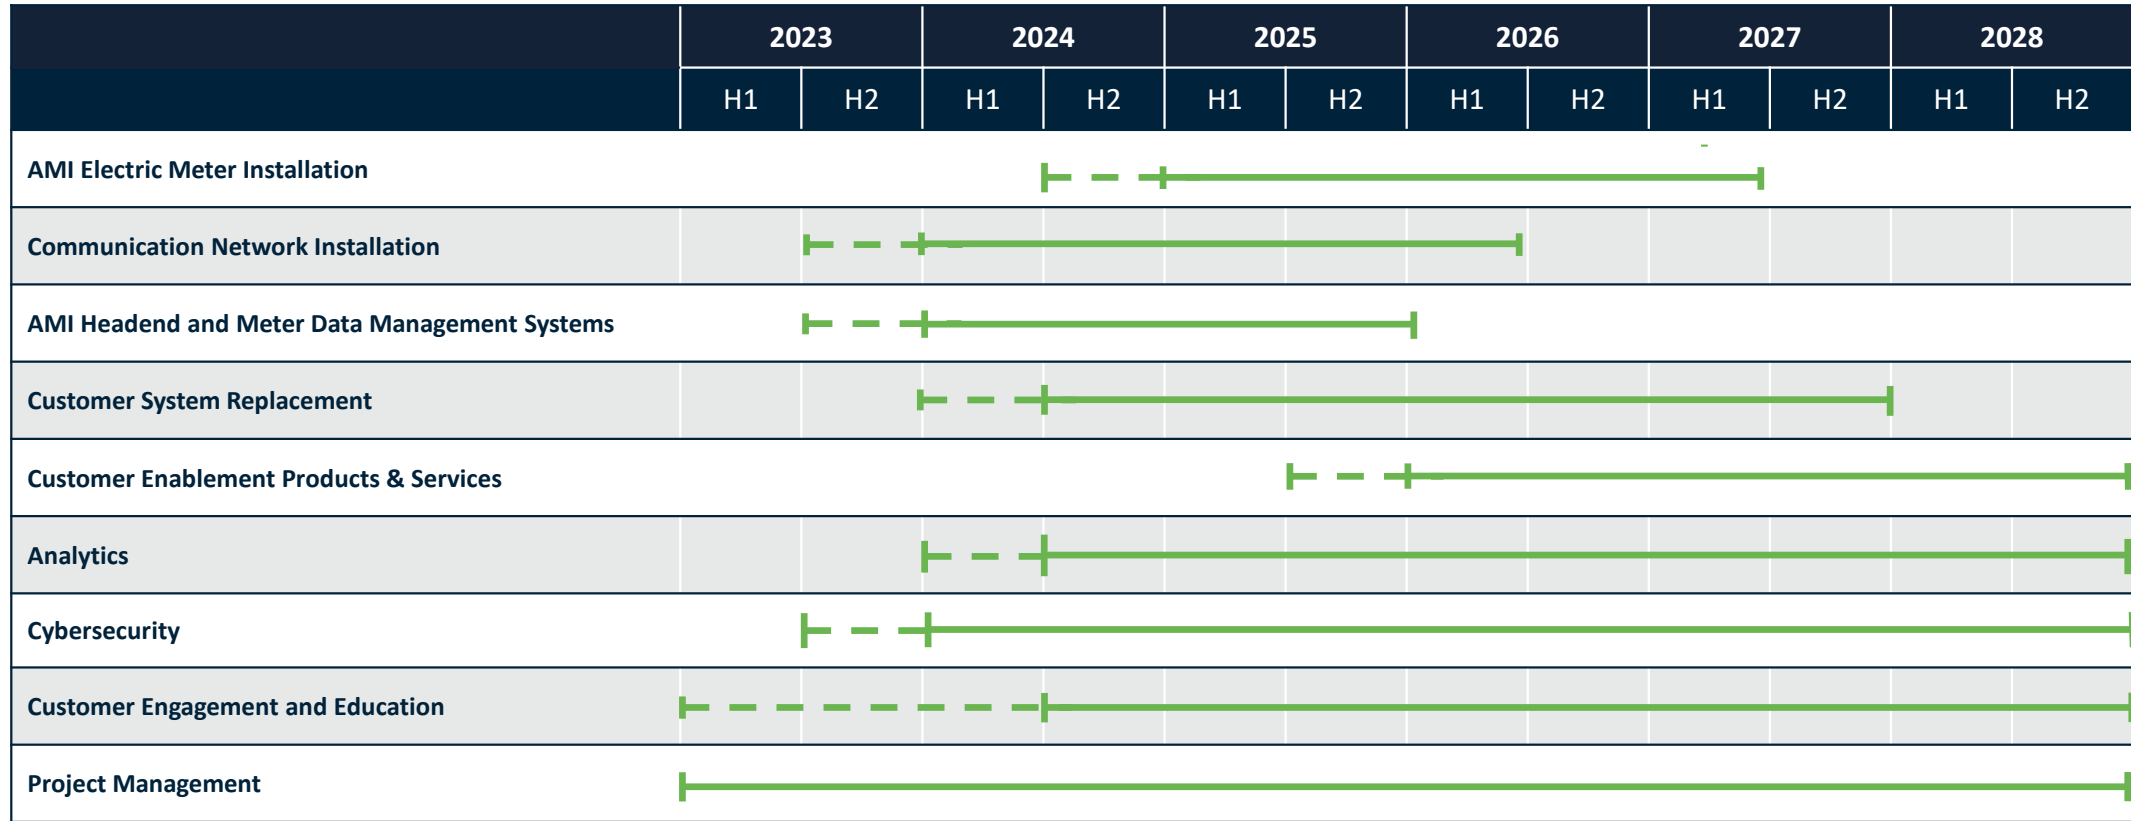 2023 2024 2025 2026 2027 2028
H1 H2 H1 H2 H1 H2 H1 H2 H1 H2 H1 H2
AMI Electric Meter Installation
Communication Network Installation
AMI Headend and Meter Data Management Systems
Customer System Replacement
Customer Enablement Products & Services
Analytics
Cybersecurity
Customer Engagement and Education
Project Management